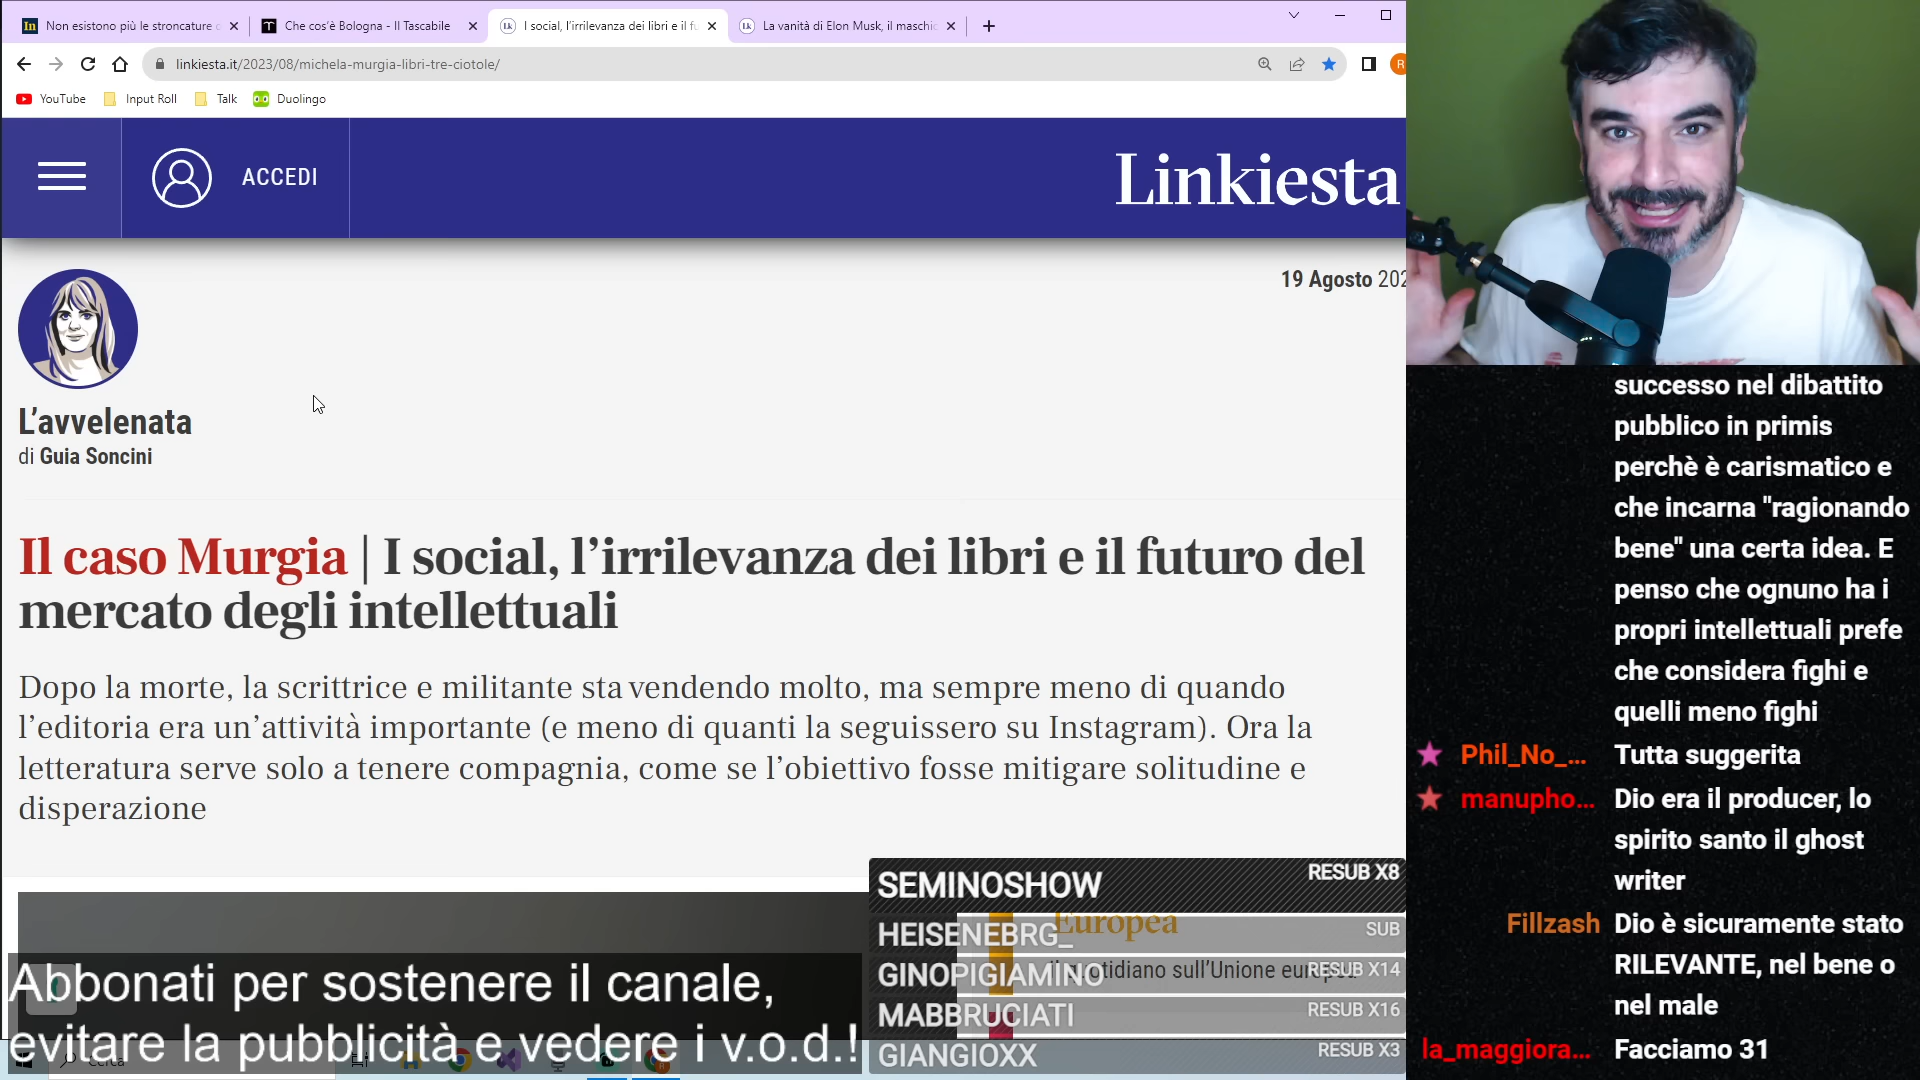 Non esistono più le stroncature
Che cos'è Bologna - Il Tascabile
I social, l'irrilevanza dei libri e il fu
La vanità di Elon Musk, il maschic
linkiesta.it/2023/08/michela-murgia-libri-tre-ciotole/
R
YouTube
Input Roll
Talk
Duolingo
ACCEDI
Linkiesta
19 Agosto 202
L'avvelenata
di Guia Soncini
Il caso Murgia | I social, l'irrilevanza dei libri e il futuro del
mercato degli intellettuali
Dopo la morte, la scrittrice e militante sta vendendo molto, ma sempre meno di quando
l'editoria era un'attività importante (e meno di quanti la seguissero su Instagram). Ora la
letteratura serve solo a tenere compagnia, come se l'obiettivo fosse mitigare solitudine e
disperazione
SEMINOSHOW RESUB X8
HEISENEBRG_ SUB
Europea
GINOPIGIAMINO RESUB X14
quotidiano sull'Unione europea
MABBRUCIATI RESUB X16
GIANGIOXX RESUB X3
Abbonati per sostenere il canale,
evitare la pubblicità e vedere i v.o.d.!
Cerca
successo nel dibattito
pubblico in primis
perchè è carismatico e
che incarna "ragionando
bene" una certa idea. E
penso che ognuno ha i
propri intellettuali prefe
che considera fighi e
quelli meno fighi
Phil_No_... Tutta suggerita
manupho... Dio era il producer, lo
spirito santo il ghost
writer
Fillzash Dio è sicuramente stato
RILEVANTE, nel bene o
nel male
la_maggiora... Facciamo 31